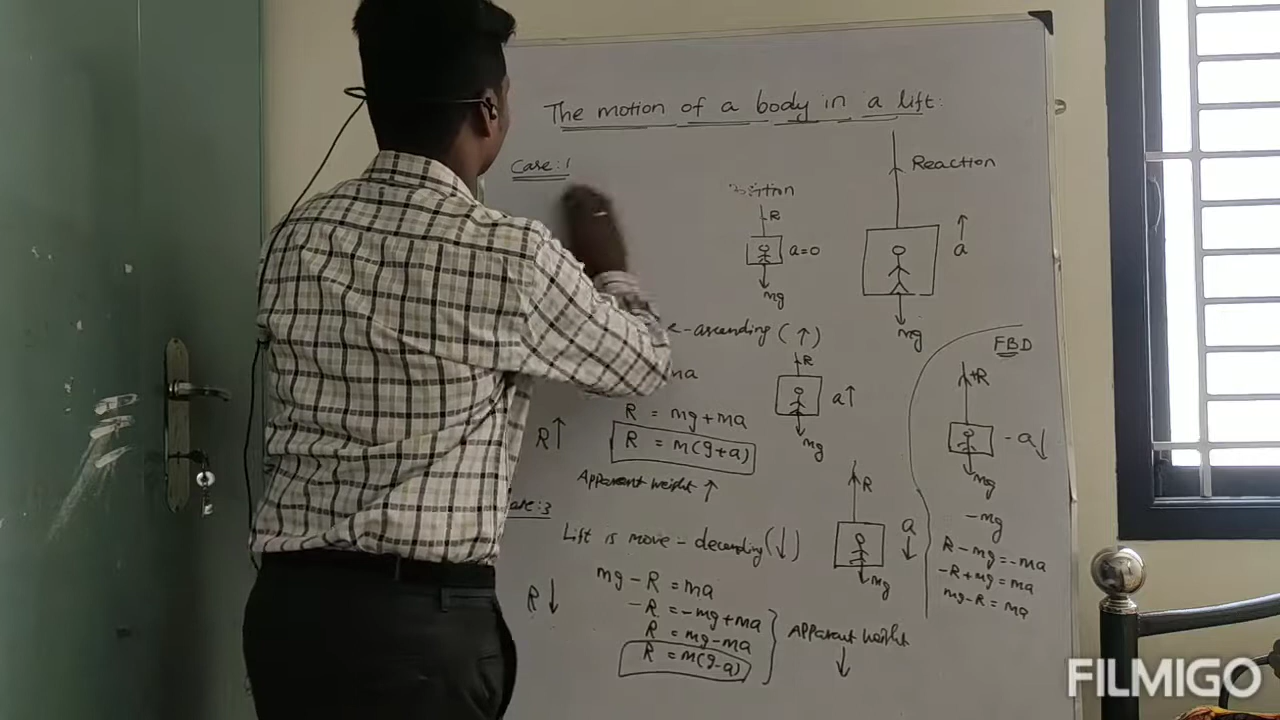 The motion of a body in a lift:
Case: 1
Reaction
R
a=0
mg
a
mg
-ascending (↑)
R
a↑
mg
R = mg+ma
R = m(g+a)
R↑
Apparent weight ↑
Lift is move-decending(↓)
R
a
↓
mg
mg-R = ma
-R = -mg+ma
R = mg-ma
R = m(g-a)
R↓
Apparent weight
↓
FBD
+R
-a↓
mg
-mg
R-mg=-ma
-R+mg=ma
mg-R=ma
FILMIGO